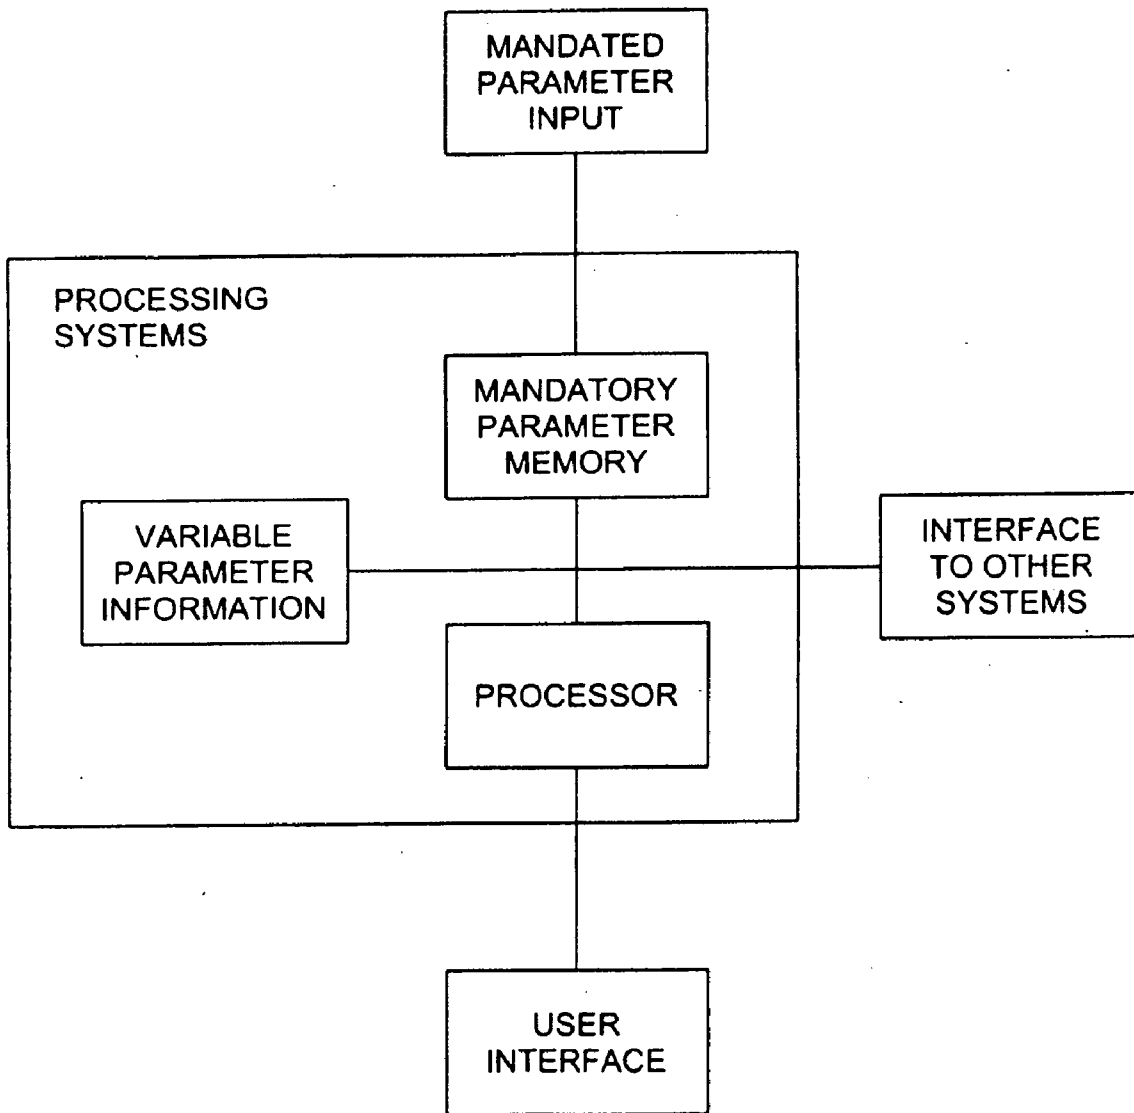 MANDATED
PARAMETER
INPUT
PROCESSING
SYSTEMS
MANDATORY
PARAMETER
MEMORY
VARIABLE
PARAMETER
INFORMATION
INTERFACE
TO OTHER
SYSTEMS
PROCESSOR
USER
INTERFACE